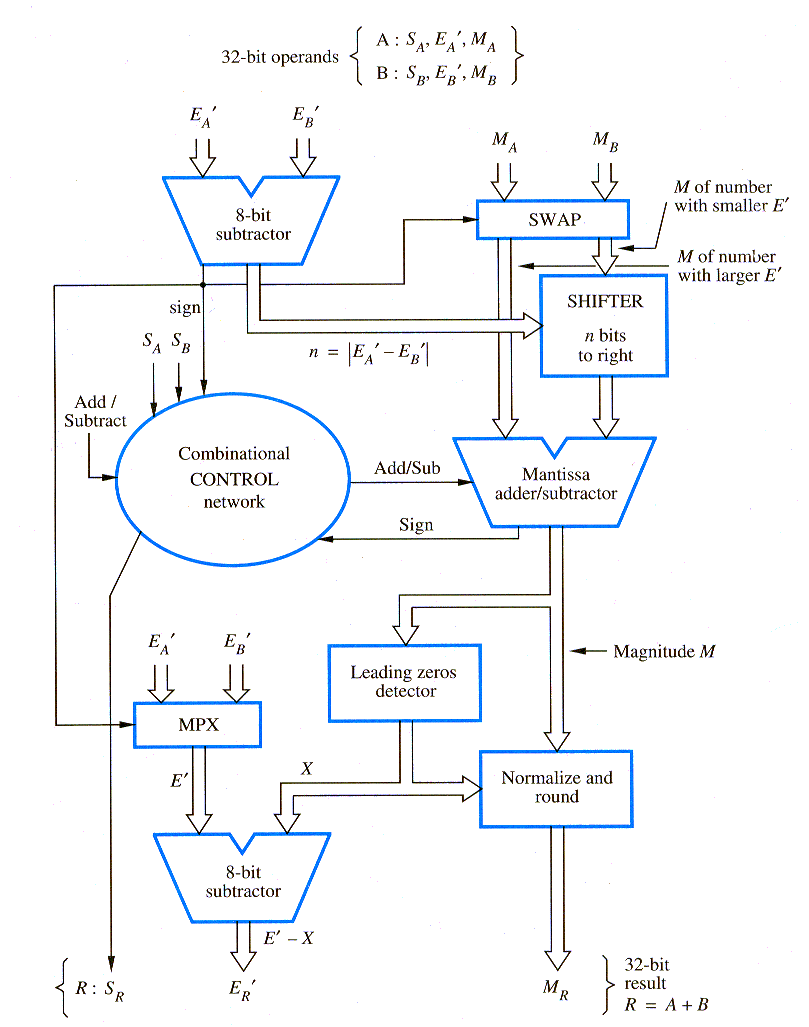 32-bit operands { A : S_A, E_A′, M_A }
B : S_B, E_B′, M_B
E_A′ E_B′
M_A M_B
8-bit
subtractor
SWAP
M of number
with smaller E′
M of number
with larger E′
sign
SHIFTER
n bits
to right
n = |E_A′ − E_B′|
S_A S_B
Add /
Subtract
Combinational
CONTROL
network
Add/Sub
Mantissa
adder/subtractor
Sign
E_A′ E_B′
Leading zeros
detector
Magnitude M
MPX
E′
X
Normalize and
round
8-bit
subtractor
E′ − X
{ R : S_R
E_R′
M_R
} 32-bit
result
R = A + B